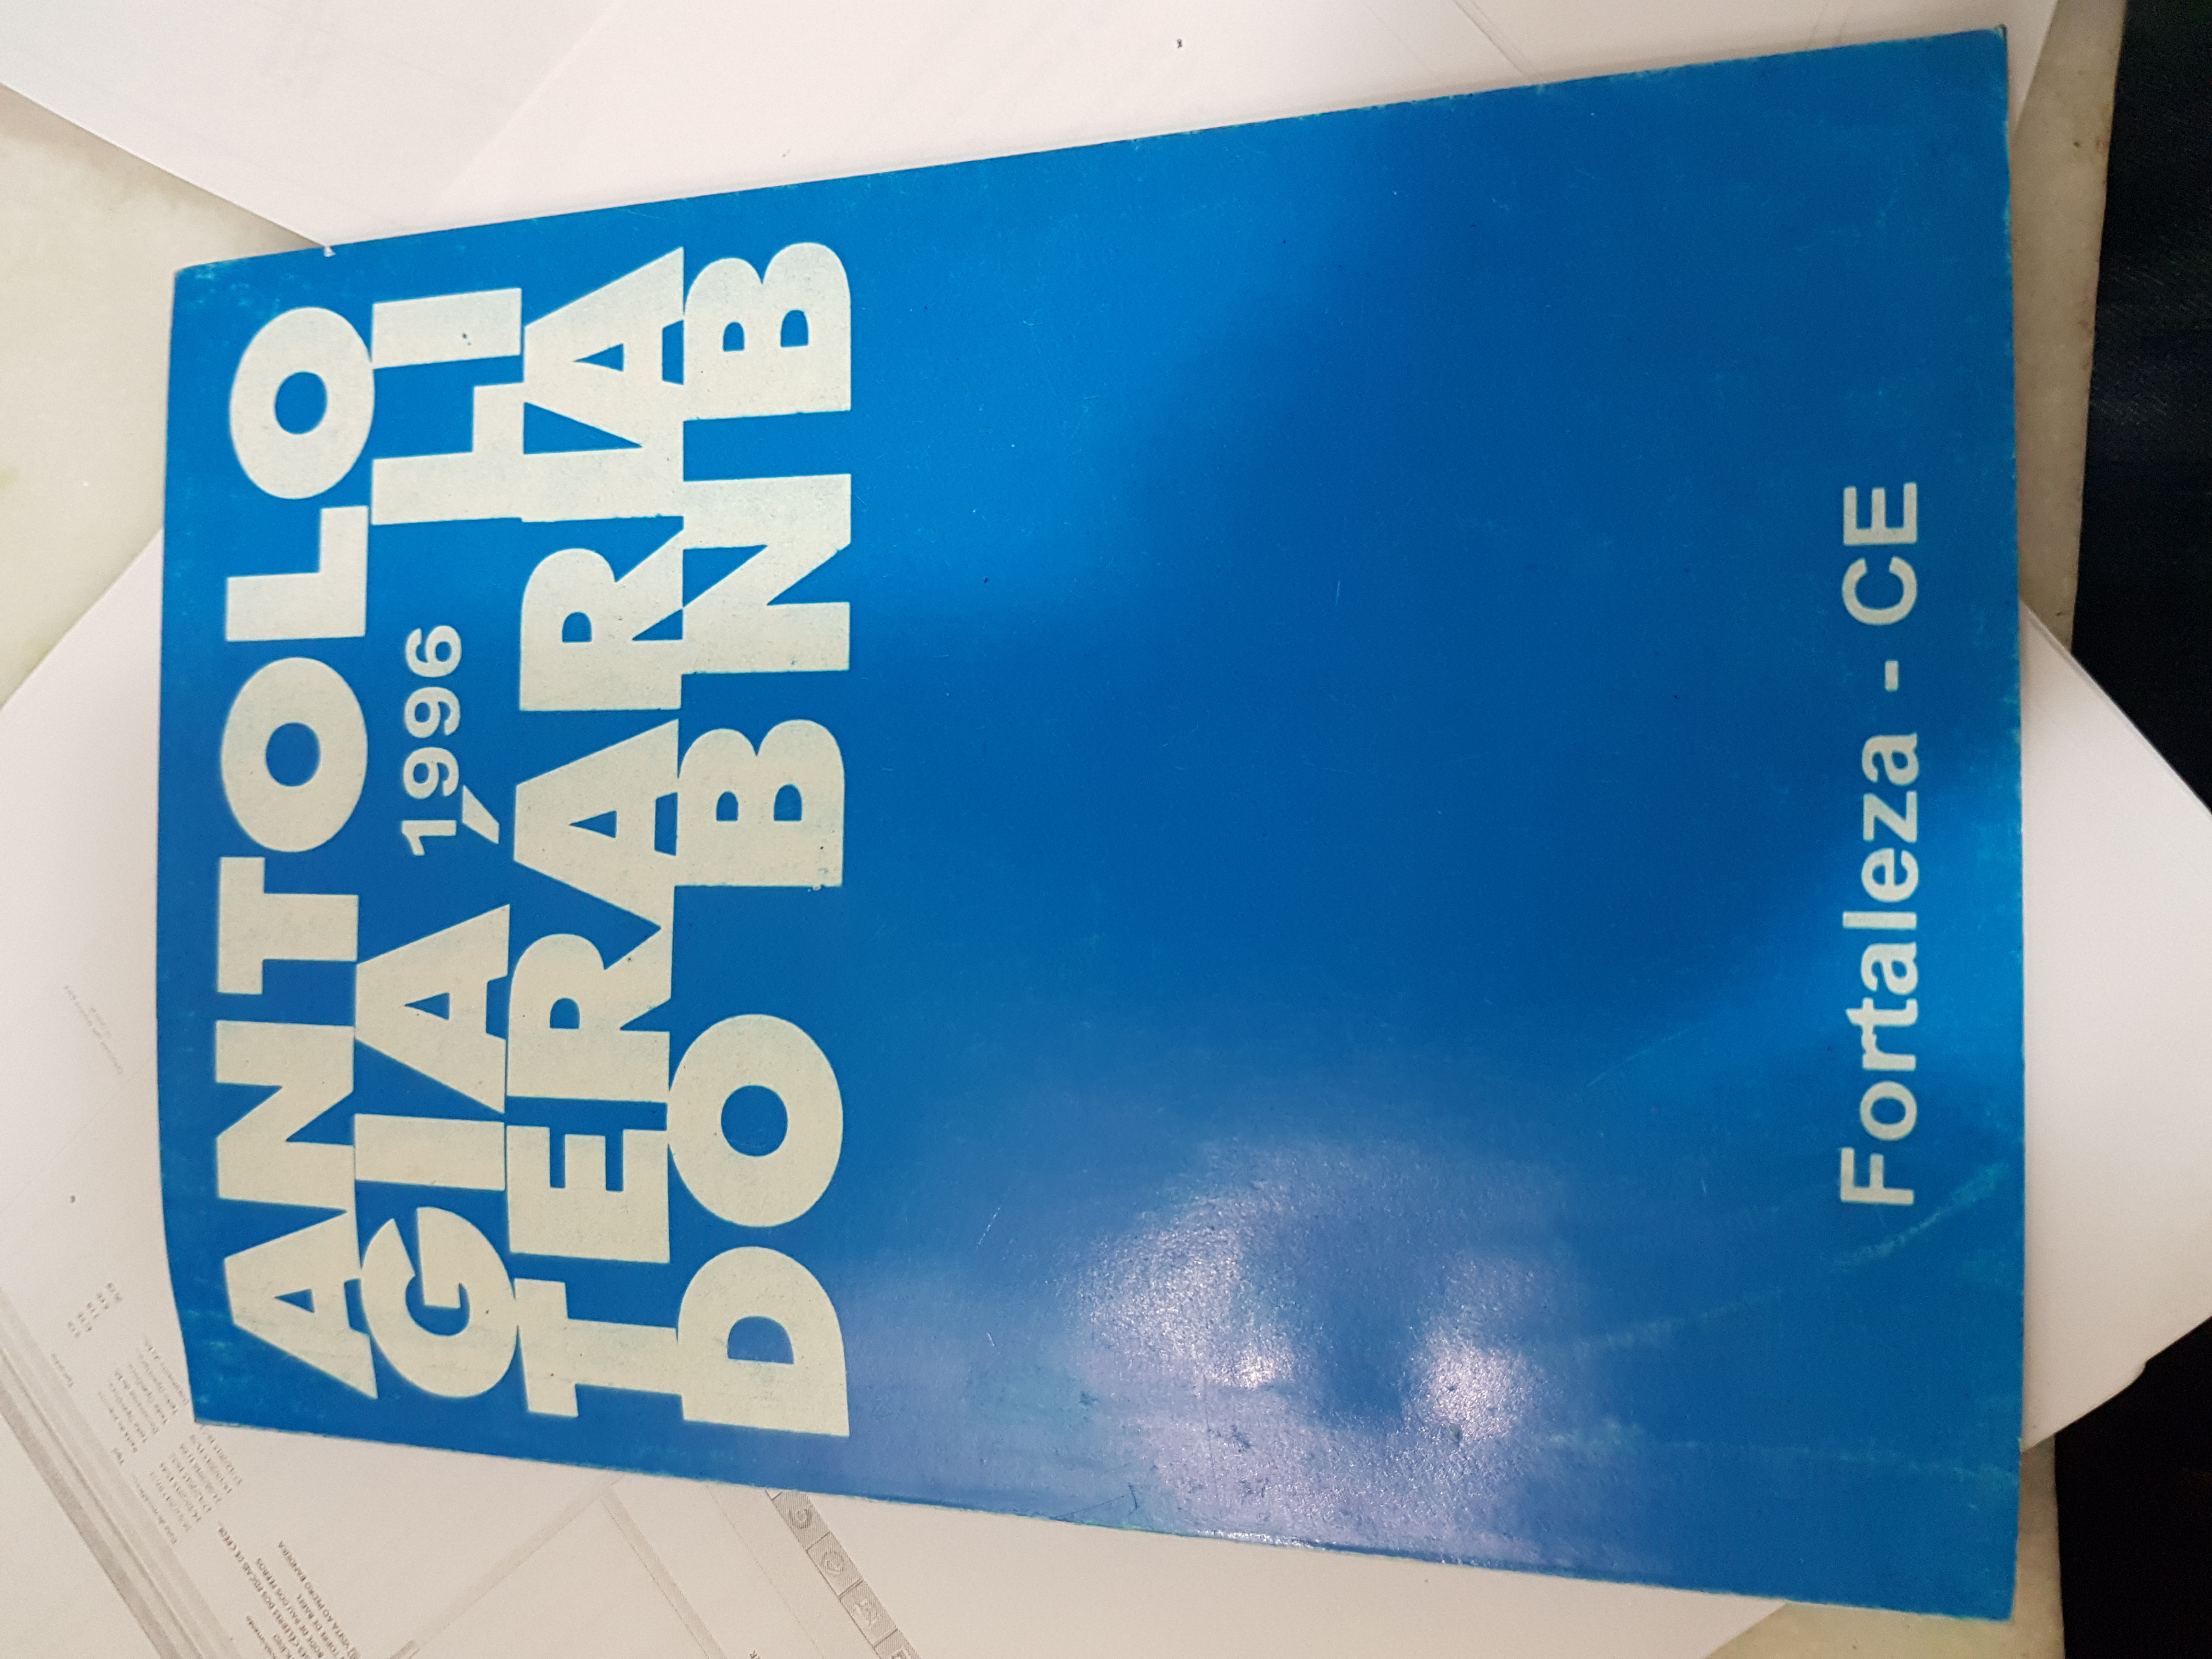 ANTOLO
GIA 1996 LI
TERÁRIA
DO BNB
Fortaleza - CE